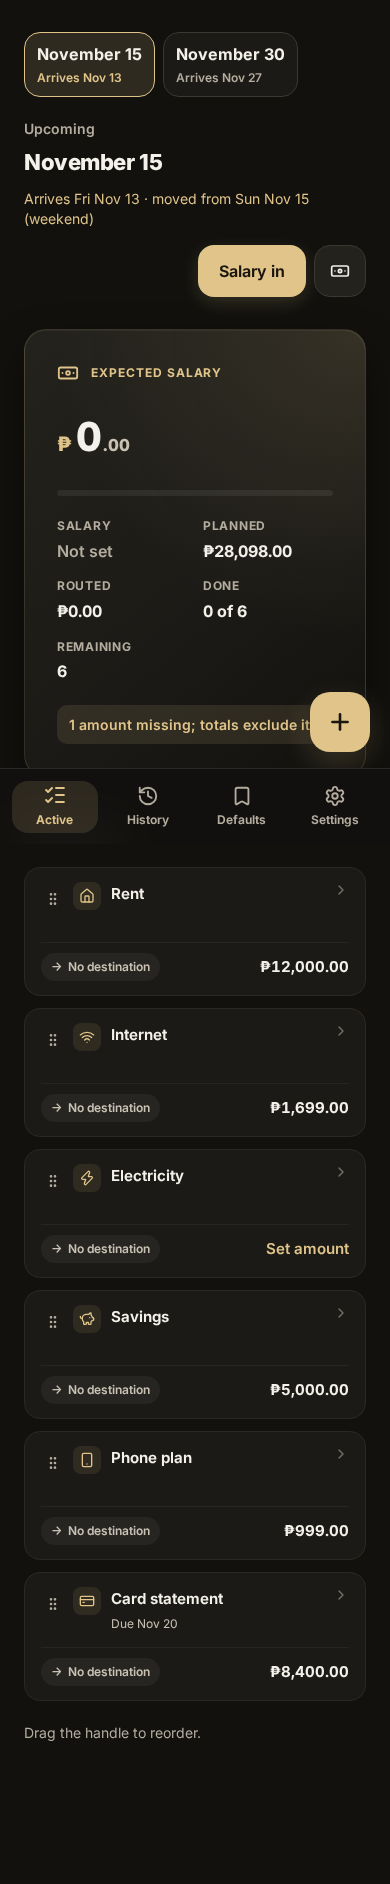 November 15
Arrives Nov 13
November 30
Arrives Nov 27
Upcoming
November 15
Arrives Fri Nov 13 · moved from Sun Nov 15
(weekend)
Salary in
EXPECTED SALARY
₱0.00
SALARY
PLANNED
Not set
₱28,098.00
ROUTED
DONE
₱0.00
0 of 6
REMAINING
6
1 amount missing; totals exclude it
Active
History
Defaults
Settings
Rent
→ No destination
₱12,000.00
Internet
→ No destination
₱1,699.00
Electricity
→ No destination
Set amount
Savings
→ No destination
₱5,000.00
Phone plan
→ No destination
₱999.00
Card statement
Due Nov 20
→ No destination
₱8,400.00
Drag the handle to reorder.